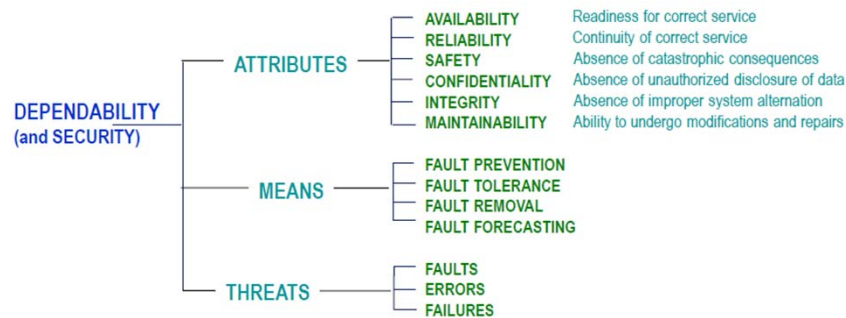 AVAILABILITY Readiness for correct service
RELIABILITY Continuity of correct service
SAFETY Absence of catastrophic consequences
ATTRIBUTES
CONFIDENTIALITY Absence of unauthorized disclosure of data
INTEGRITY Absence of improper system alternation
MAINTAINABILITY Ability to undergo modifications and repairs
DEPENDABILITY
(and SECURITY)
FAULT PREVENTION
FAULT TOLERANCE
MEANS
FAULT REMOVAL
FAULT FORECASTING
FAULTS
THREATS
ERRORS
FAILURES